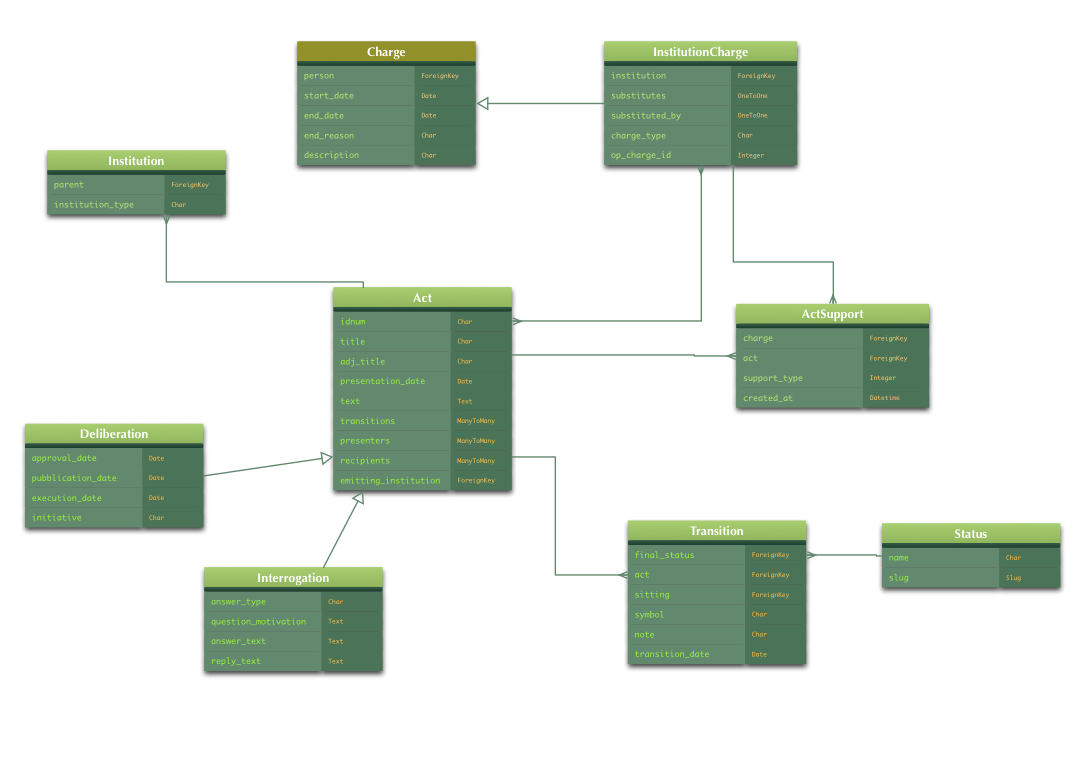 Charge
person ForeignKey
start_date Date
end_date Date
end_reason Char
description Char
InstitutionCharge
institution ForeignKey
substitutes OneToOne
substituted_by OneToOne
charge_type Char
op_charge_id Integer
Institution
parent ForeignKey
institution_type Char
Act
idnum Char
title Char
adj_title Char
presentation_date Date
text Text
transitions ManyToMany
presenters ManyToMany
recipients ManyToMany
emitting_institution ForeignKey
ActSupport
charge ForeignKey
act ForeignKey
support_type Integer
created_at Datetime
Deliberation
approval_date Date
pubblication_date Date
execution_date Date
initiative Char
Interrogation
answer_type Char
question_motivation Text
answer_text Text
reply_text Text
Transition
final_status ForeignKey
act ForeignKey
sitting ForeignKey
symbol Char
note Char
transition_date Date
Status
name Char
slug Slug